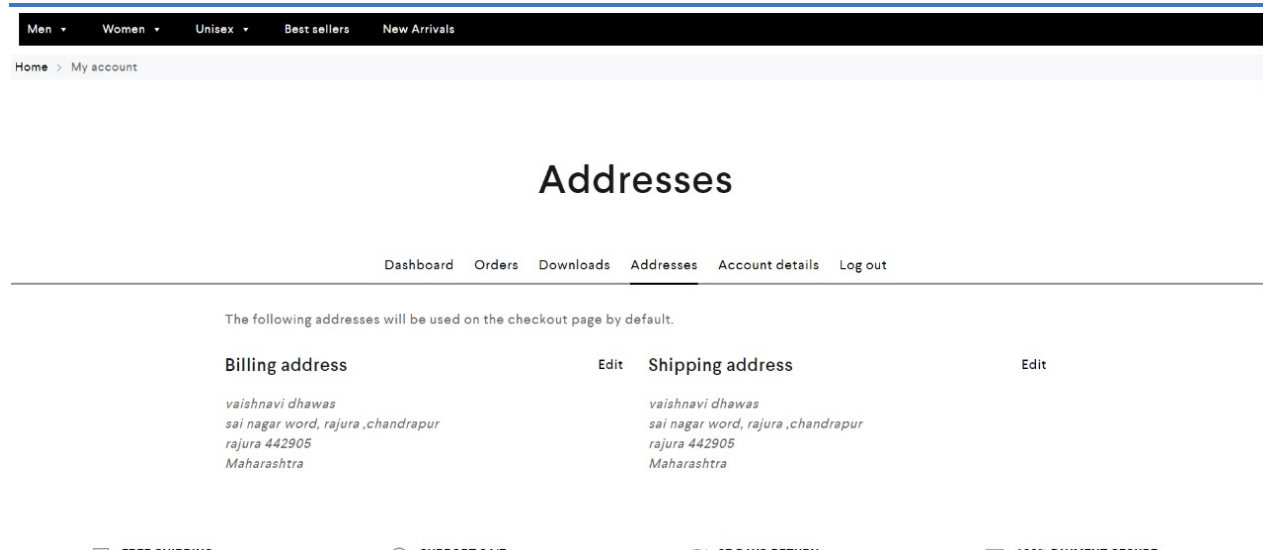 Men Women Unisex Best sellers New Arrivals
Home > My account
Addresses
Dashboard Orders Downloads Addresses Account details Log out
The following addresses will be used on the checkout page by default.
Billing address Edit Shipping address Edit
vaishnavi dhawas
sai nagar word, rajura ,chandrapur
rajura 442905
Maharashtra
vaishnavi dhawas
sai nagar word, rajura ,chandrapur
rajura 442905
Maharashtra